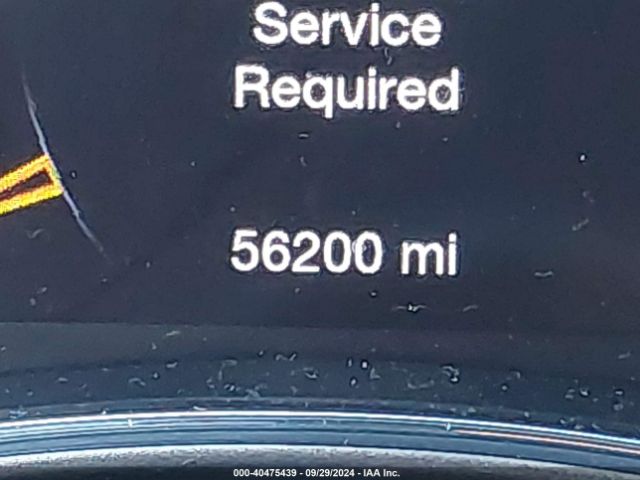 Service
Required
56200 mi
000-40475439 - 09/29/2024 - IAA Inc.